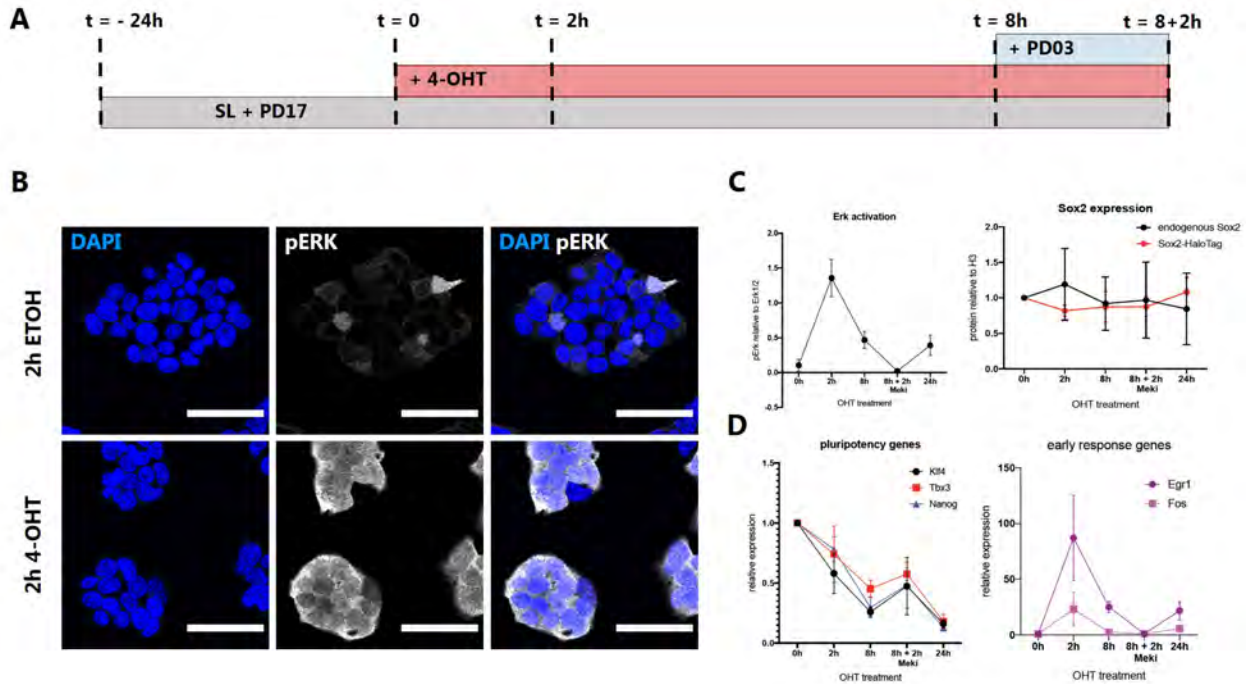 A
t = - 24h
t = 0
t = 2h
t = 8h
t = 8+2h
+ PD03
+ 4-OHT
SL + PD17
B
2h ETOH
DAPI
pERK
DAPI pERK
2h 4-OHT
C
Erk activation
pErk relative to Erk1/2
2.0
1.5
1.0
0.5
0.0
-0.5
0h
2h
8h
8h + 2h
Meki
24h
OHT treatment
Sox2 expression
endogenous Sox2
Sox2-HaloTag
protein relative to H3
2.0
1.5
1.0
0.5
0.0
0h
2h
8h
8h + 2h
Meki
24h
OHT treatment
D
pluripotency genes
Klf4
Tbx3
Nanog
relative expression
1.5
1.0
0.5
0.0
0h
2h
8h
8h + 2h
Meki
24h
OHT treatment
early response genes
Egr1
Fos
relative expression
150
100
50
0
0h
2h
8h
8h + 2h
Meki
24h
OHT treatment